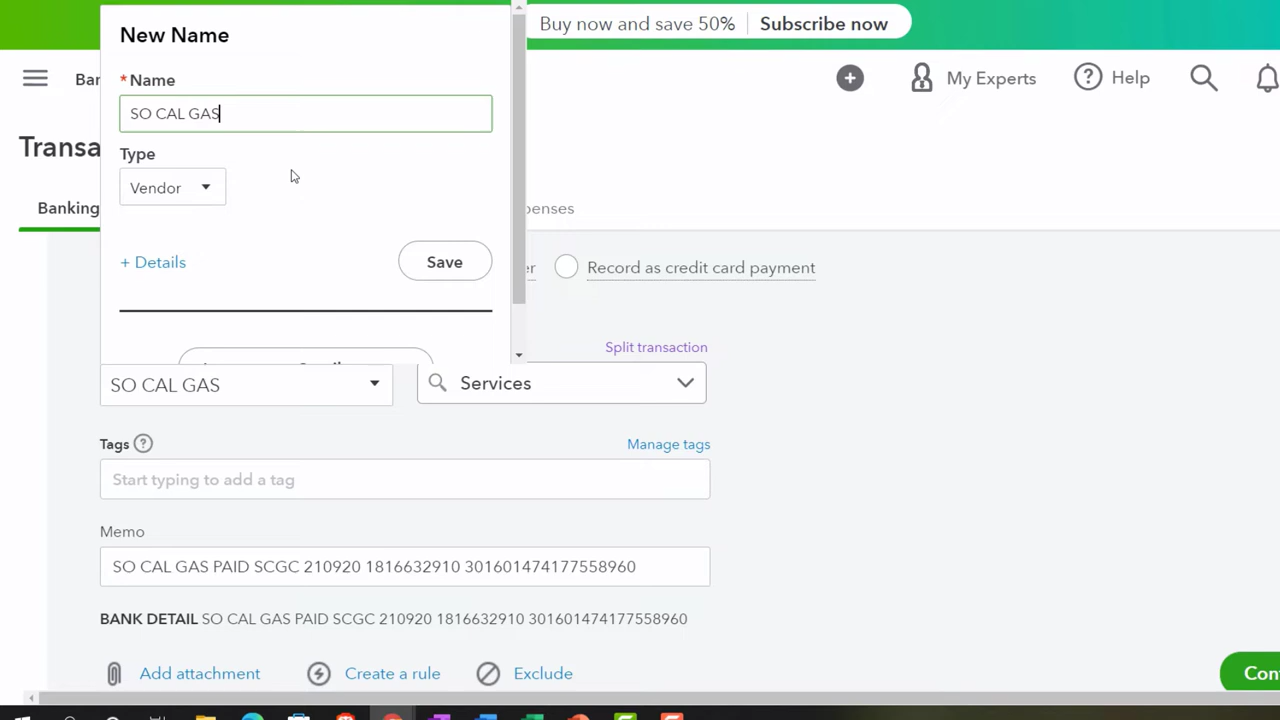 Buy now and save 50% Subscribe now
New Name
* Name
SO CAL GAS
Type
Vendor
+ Details
Save
My Experts
Help
Transa
Banking
penses
er
Record as credit card payment
Split transaction
SO CAL GAS
Services
Tags ?
Manage tags
Start typing to add a tag
Memo
SO CAL GAS PAID SCGC 210920 1816632910 301601474177558960
BANK DETAIL SO CAL GAS PAID SCGC 210920 1816632910 301601474177558960
Add attachment
Create a rule
Exclude